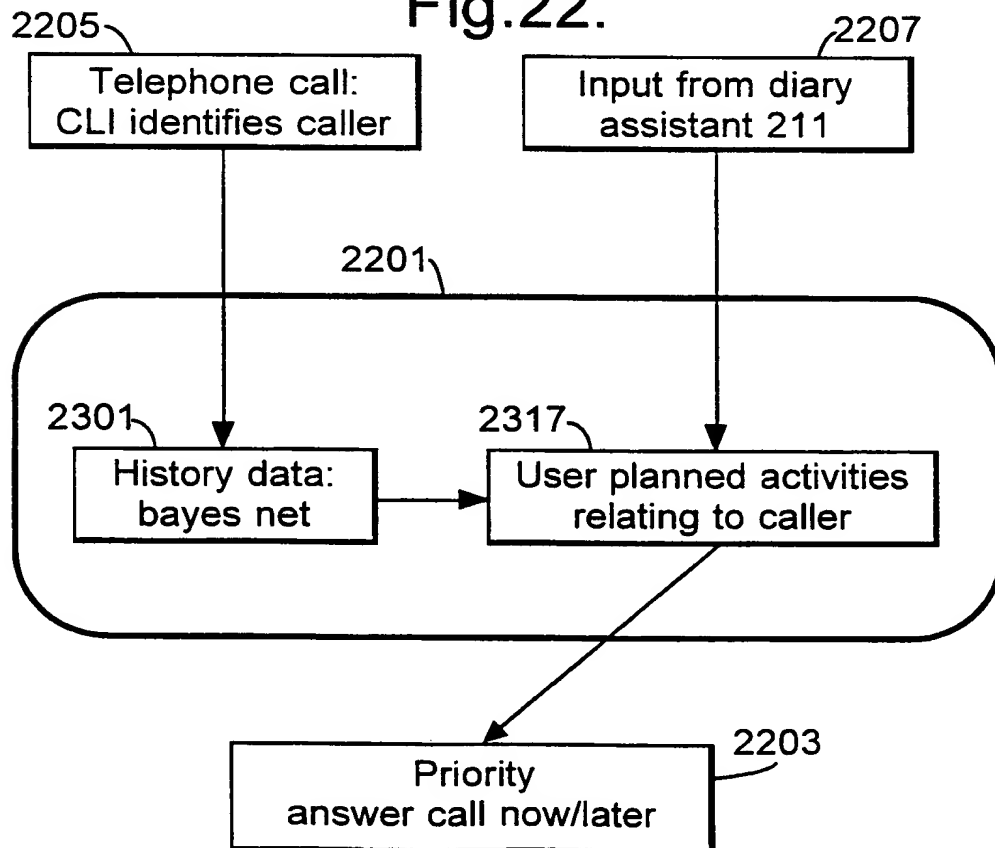 Fig.22.
2205
2207
Telephone call:
CLI identifies caller
Input from diary
assistant 211
2201
2301
2317
History data:
bayes net
User planned activities
relating to caller
2203
Priority
answer call now/later